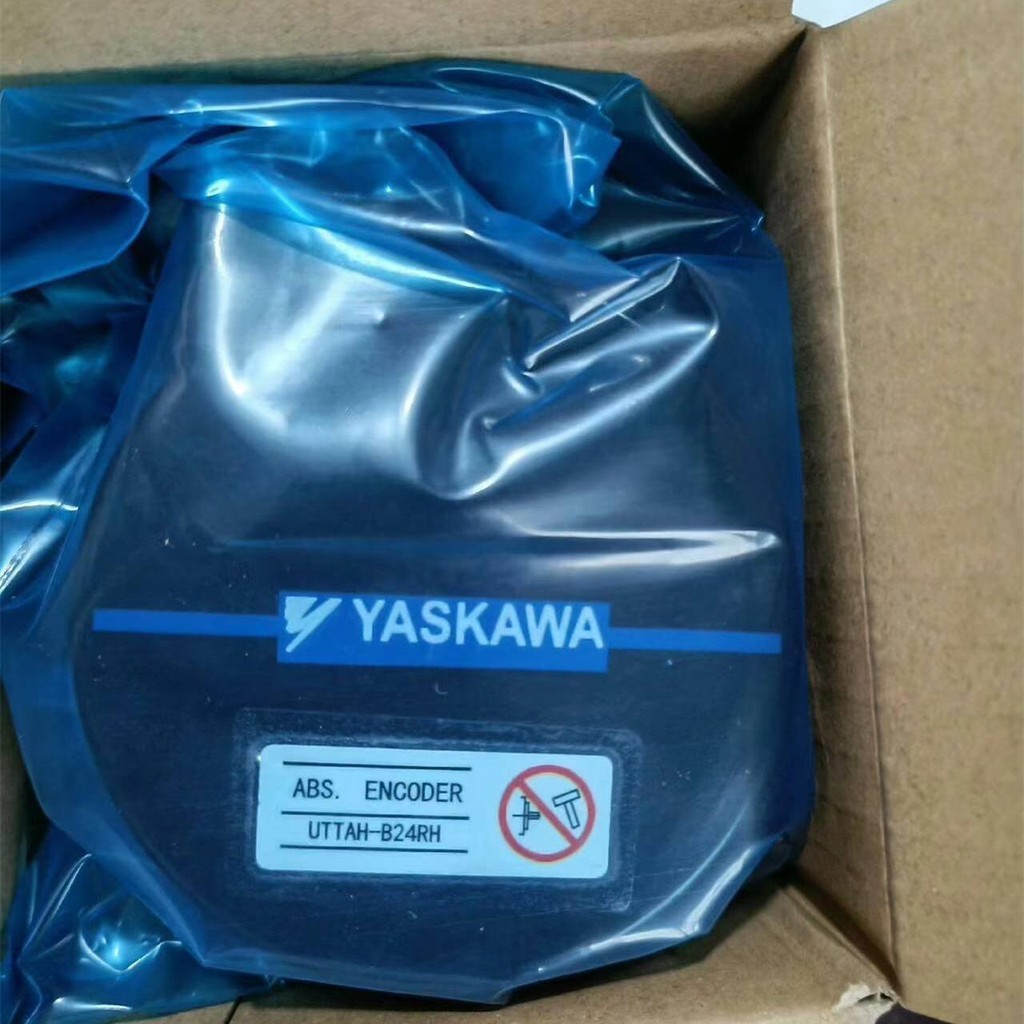 YASKAWA
ABS. ENCODER
UTTAH-B24RH